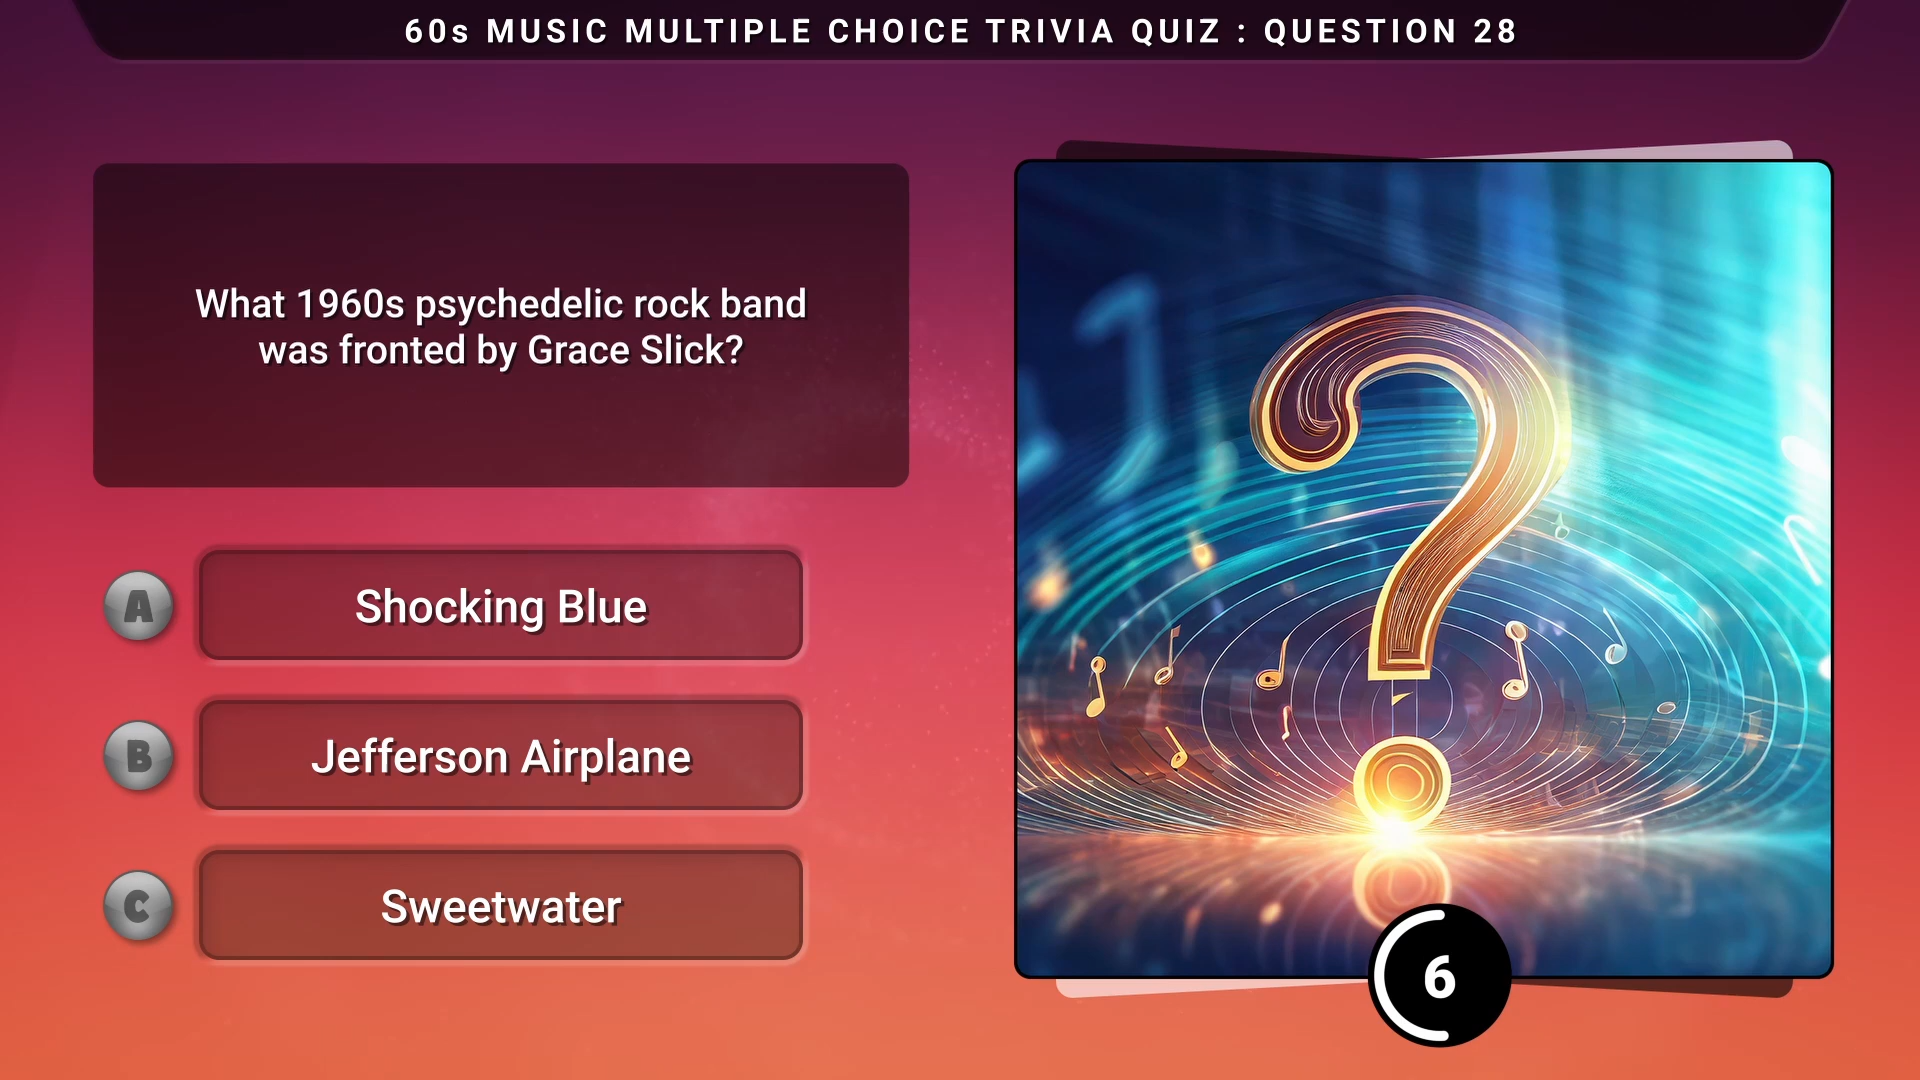 60s MUSIC MULTIPLE CHOICE TRIVIA QUIZ : QUESTION 28
What 1960s psychedelic rock band
was fronted by Grace Slick?
A Shocking Blue
B Jefferson Airplane
C Sweetwater
6